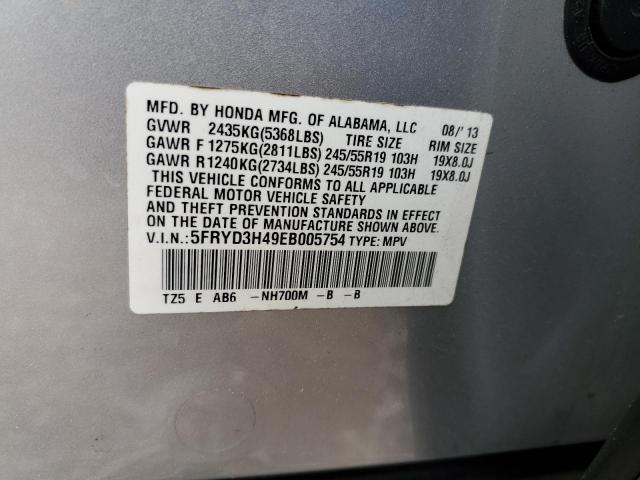 MFD. BY HONDA MFG. OF ALABAMA, LLC 08/'13
GVWR 2435KG(5368LBS) TIRE SIZE RIM SIZE
GAWR F 1275KG(2811LBS) 245/55R19 103H 19X8.0J
GAWR R1240KG(2734LBS) 245/55R19 103H 19X8.0J
THIS VEHICLE CONFORMS TO ALL APPLICABLE
FEDERAL MOTOR VEHICLE SAFETY
AND THEFT PREVENTION STANDARDS IN EFFECT
ON THE DATE OF MANUFACTURE SHOWN ABOVE.
V.I.N.:5FRYD3H49EB005754 TYPE: MPV
TZ5 E AB6 -NH700M -B -B